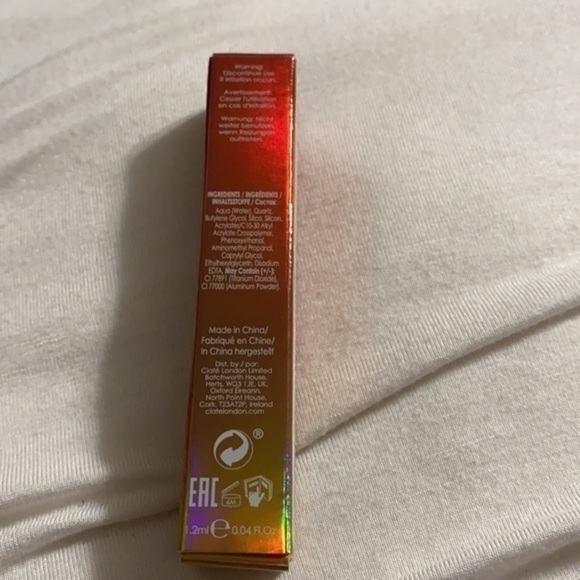 Warning:
Discontinue use
if irritation occurs.
Avertissement:
Cesser l'utilisation
en cas d'irritation.
Warnung: Nicht
weiter benutzen,
wenn Reizungen
auftreten.
INGREDIENTS / INGRÉDIENTS /
INHALTSSTOFFE / Состав:
Aqua (Water), Quartz,
Butylene Glycol, Silica, Silicon,
Acrylates/C10-30 Alkyl
Acrylate Crosspolymer,
Phenoxyethanol,
Aminomethyl Propanol,
Caprylyl Glycol,
Ethylhexylglycerin, Disodium
EDTA, May Contain (+/-):
CI 77891 (Titanium Dioxide),
CI 77000 (Aluminum Powder).
Made in China/
Fabriqué en Chine/
In China hergestellt
Dist. by / par:
Ciaté London Limited
Batchworth House,
Herts, WD3 1JE, UK,
Oxford Eireann,
North Point House,
Cork, T23AT2P, Ireland
ciatelondon.com
®
EAC 6M
1.2ml ℮ 0.04 Fl.Oz